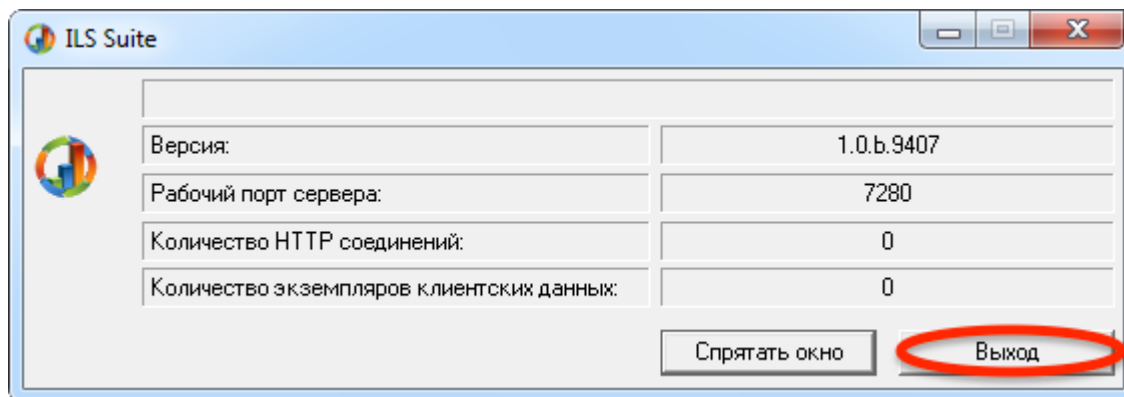 ILS Suite
Версия: 1.0.b.9407
Рабочий порт сервера: 7280
Количество HTTP соединений: 0
Количество экземпляров клиентских данных: 0
Спрятать окно Выход